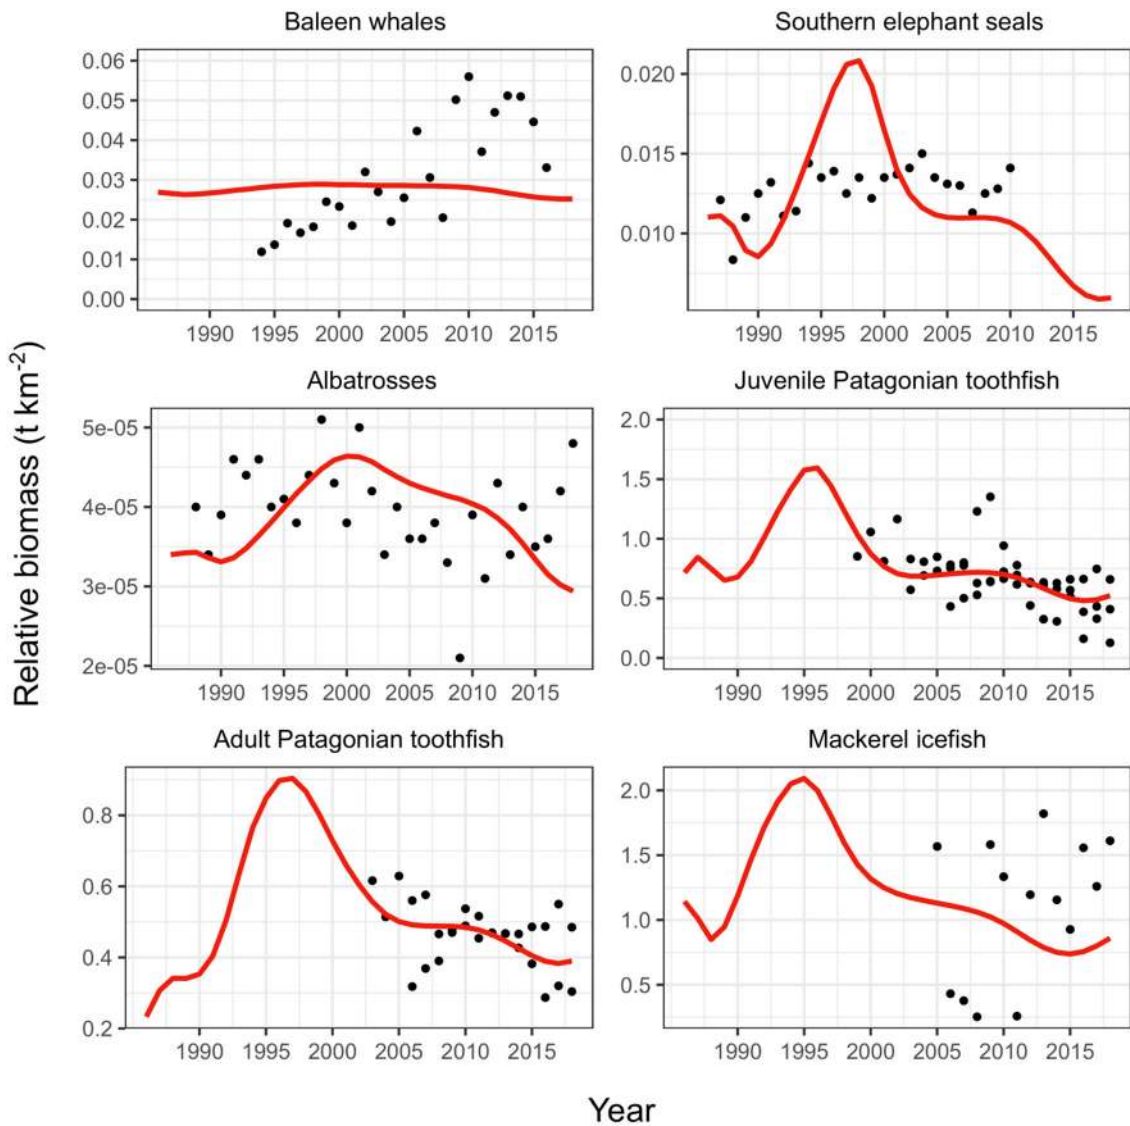 Baleen whales
Southern elephant seals
0.06
0.05
0.04
0.03
0.02
0.01
0.00
0.020
0.015
0.010
1990 1995 2000 2005 2010 2015
1990 1995 2000 2005 2010 2015
Albatrosses
Juvenile Patagonian toothfish
5e-05
4e-05
3e-05
2e-05
2.0
1.5
1.0
0.5
0.0
1990 1995 2000 2005 2010 2015
1990 1995 2000 2005 2010 2015
Adult Patagonian toothfish
Mackerel icefish
0.8
0.6
0.4
0.2
2.0
1.5
1.0
0.5
1990 1995 2000 2005 2010 2015
1990 1995 2000 2005 2010 2015
Relative biomass (t km⁻²)
Year